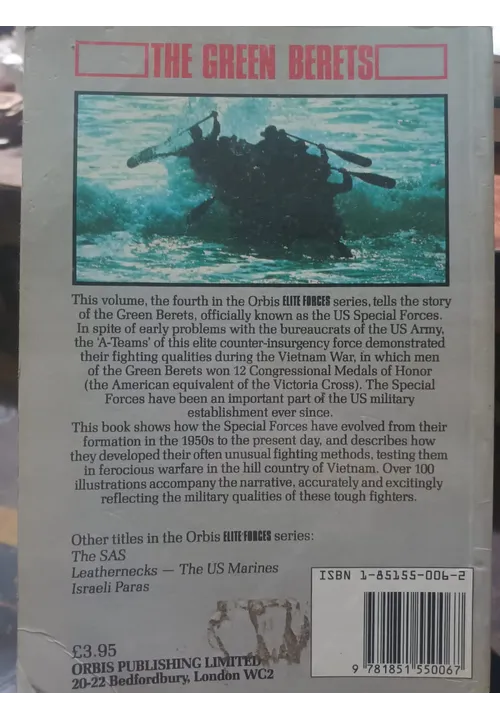 THE GREEN BERETS
This volume, the fourth in the Orbis ELITE FORCES series, tells the story
of the Green Berets, officially known as the US Special Forces.
In spite of early problems with the bureaucrats of the US Army,
the 'A-Teams' of this elite counter-insurgency force demonstrated
their fighting qualities during the Vietnam War, in which men
of the Green Berets won 12 Congressional Medals of Honor
(the American equivalent of the Victoria Cross). The Special
Forces have been an important part of the US military
establishment ever since.
This book shows how the Special Forces have evolved from their
formation in the 1950s to the present day, and describes how
they developed their often unusual fighting methods, testing them
in ferocious warfare in the hill country of Vietnam. Over 100
illustrations accompany the narrative, accurately and excitingly
reflecting the military qualities of these tough fighters.
Other titles in the Orbis ELITE FORCES series:
The SAS
Leathernecks — The US Marines
Israeli Paras
ISBN 1-85155-006-2
9 781851 550067
£3.95
ORBIS PUBLISHING LIMITED
20-22 Bedfordbury, London WC2